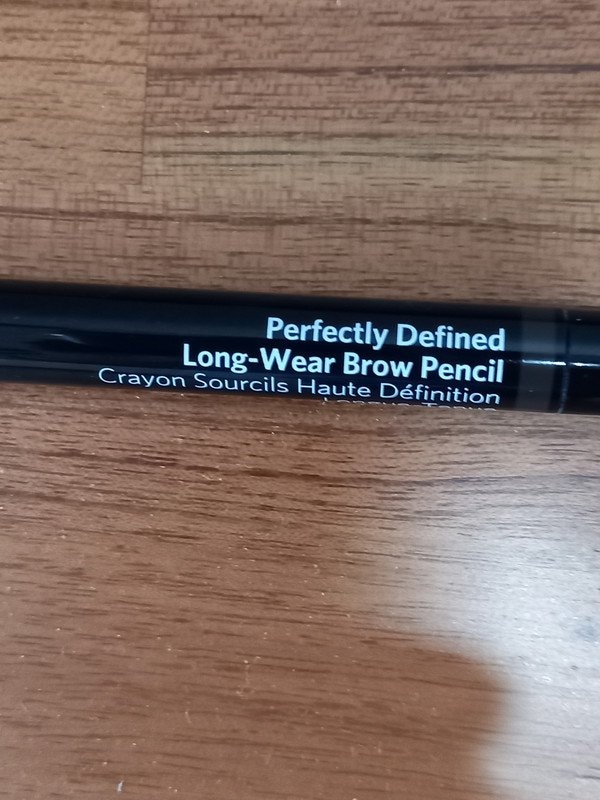 Perfectly Defined
Long-Wear Brow Pencil
Crayon Sourcils Haute Définition